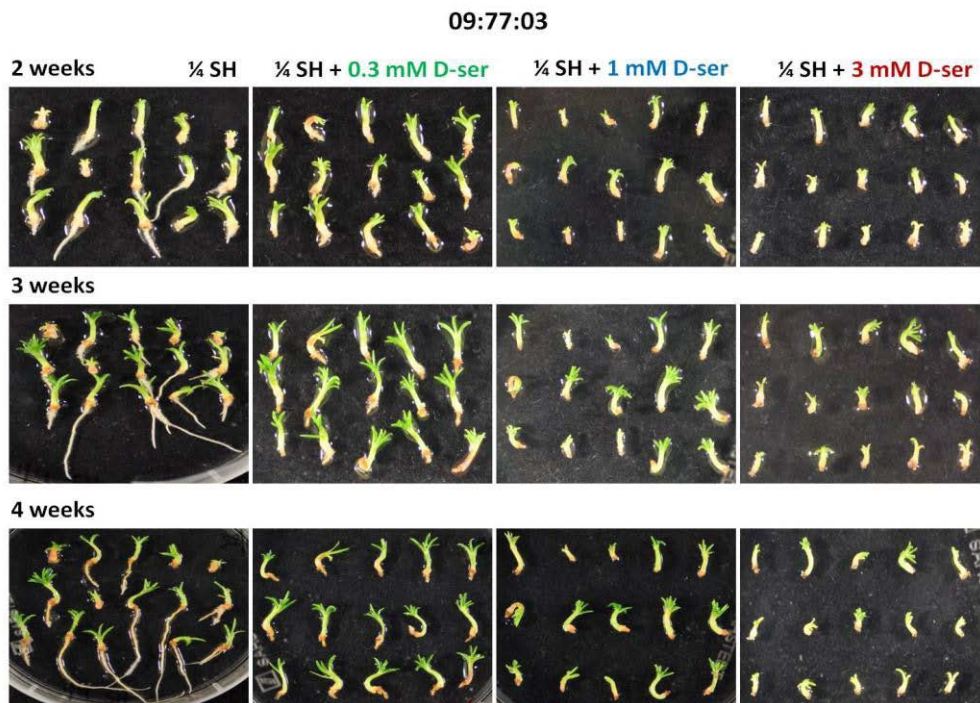 09:77:03
2 weeks ¼ SH ¼ SH + 0.3 mM D-ser ¼ SH + 1 mM D-ser ¼ SH + 3 mM D-ser
3 weeks
4 weeks